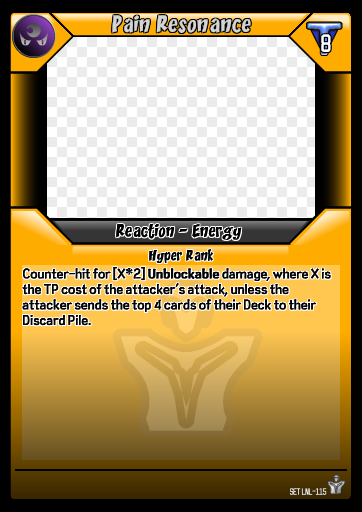 Pain Resonance
8
Reaction - Energy
Hyper Rank
Counter-hit for [X*2] Unblockable damage, where X is
the TP cost of the attacker's attack, unless the
attacker sends the top 4 cards of their Deck to their
Discard Pile.
SET LNL-115